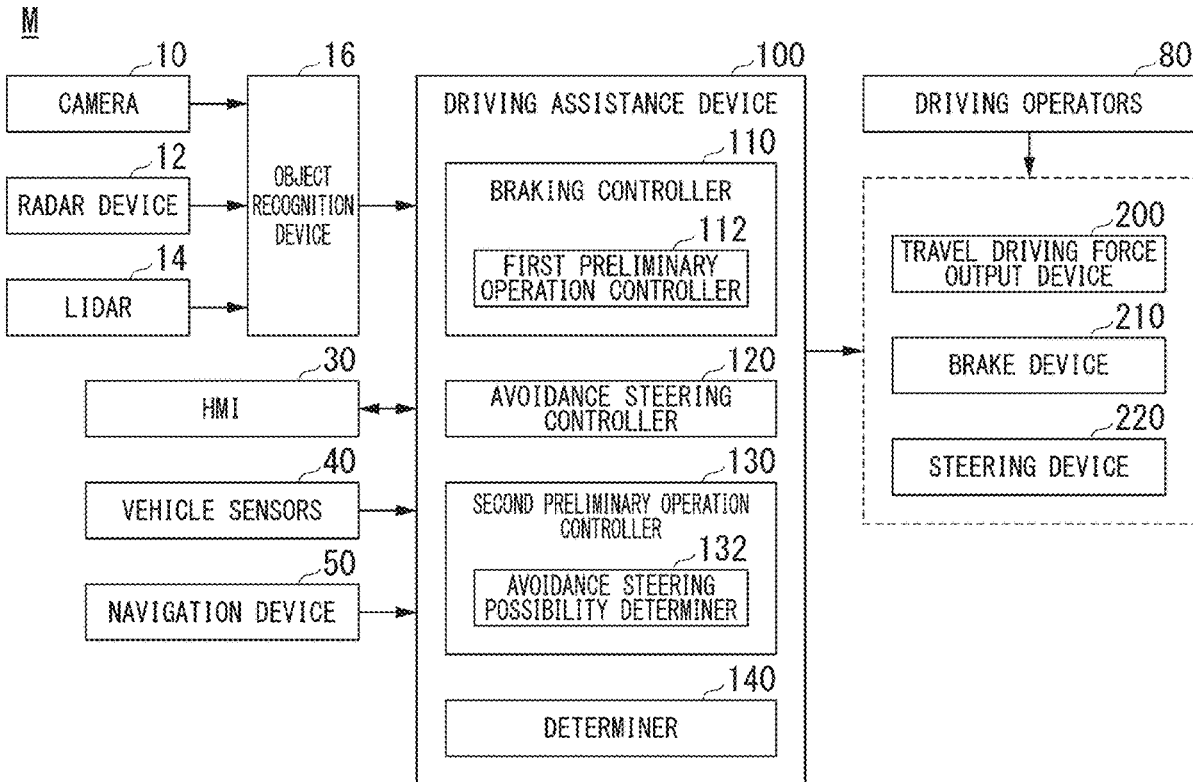 M
10
CAMERA
12
RADAR DEVICE
14
LIDAR
16
OBJECT
RECOGNITION
DEVICE
30
HMI
40
VEHICLE SENSORS
50
NAVIGATION DEVICE
100
DRIVING ASSISTANCE DEVICE
110
BRAKING CONTROLLER
112
FIRST PRELIMINARY
OPERATION CONTROLLER
120
AVOIDANCE STEERING
CONTROLLER
130
SECOND PRELIMINARY OPERATION
CONTROLLER
132
AVOIDANCE STEERING
POSSIBILITY DETERMINER
140
DETERMINER
80
DRIVING OPERATORS
200
TRAVEL DRIVING FORCE
OUTPUT DEVICE
210
BRAKE DEVICE
220
STEERING DEVICE